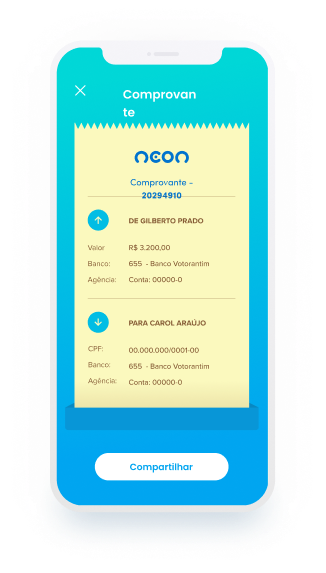 Comprovan
te
neon
Comprovante -
20294910
DE GILBERTO PRADO
Valor R$ 3.200,00
Banco: 655 - Banco Votorantim
Agência: Conta: 00000-0
PARA CAROL ARAÚJO
CPF: 00.000.000/0001-00
Banco: 655 - Banco Votorantim
Agência: Conta: 00000-0
Compartilhar